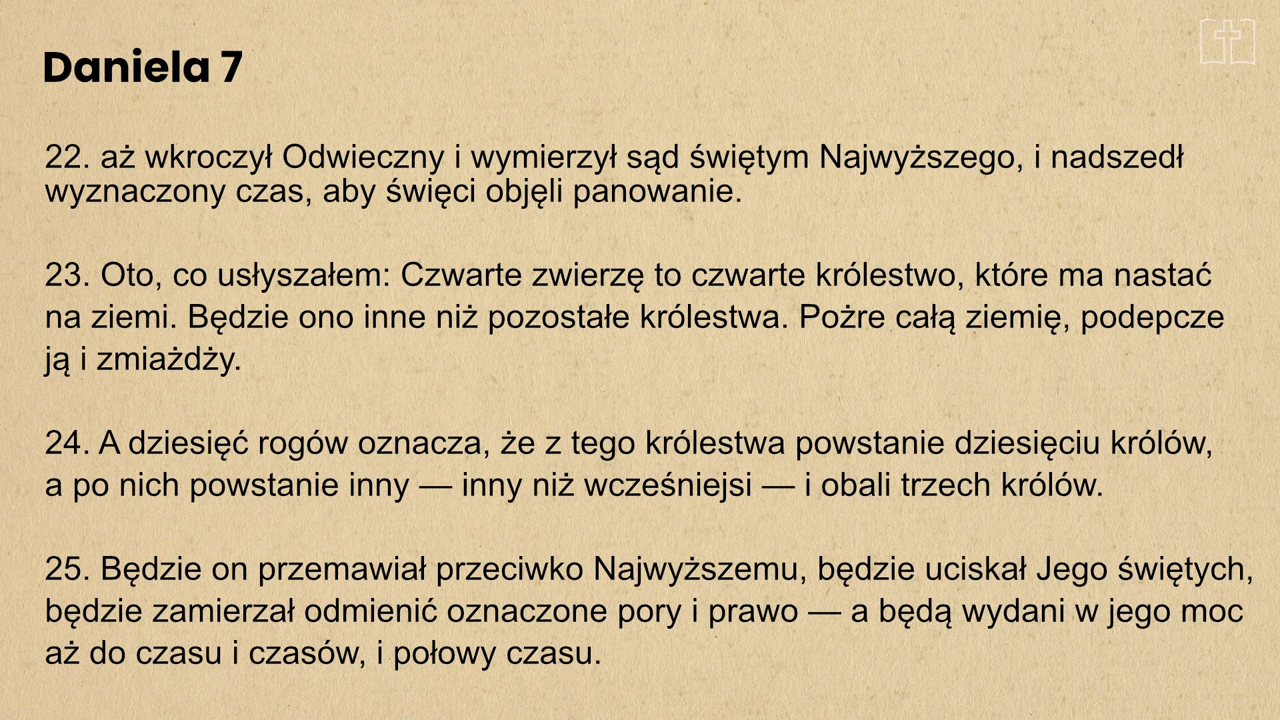 Daniela 7
22. aż wkroczył Odwieczny i wymierzył sąd świętym Najwyższego, i nadszedł
wyznaczony czas, aby święci objęli panowanie.
23. Oto, co usłyszałem: Czwarte zwierzę to czwarte królestwo, które ma nastać
na ziemi. Będzie ono inne niż pozostałe królestwa. Pożre całą ziemię, podepcze
ją i zmiażdży.
24. A dziesięć rogów oznacza, że z tego królestwa powstanie dziesięciu królów,
a po nich powstanie inny — inny niż wcześniejsi — i obali trzech królów.
25. Będzie on przemawiał przeciwko Najwyższemu, będzie uciskał Jego świętych,
będzie zamierzał odmienić oznaczone pory i prawo — a będą wydani w jego moc
aż do czasu i czasów, i połowy czasu.